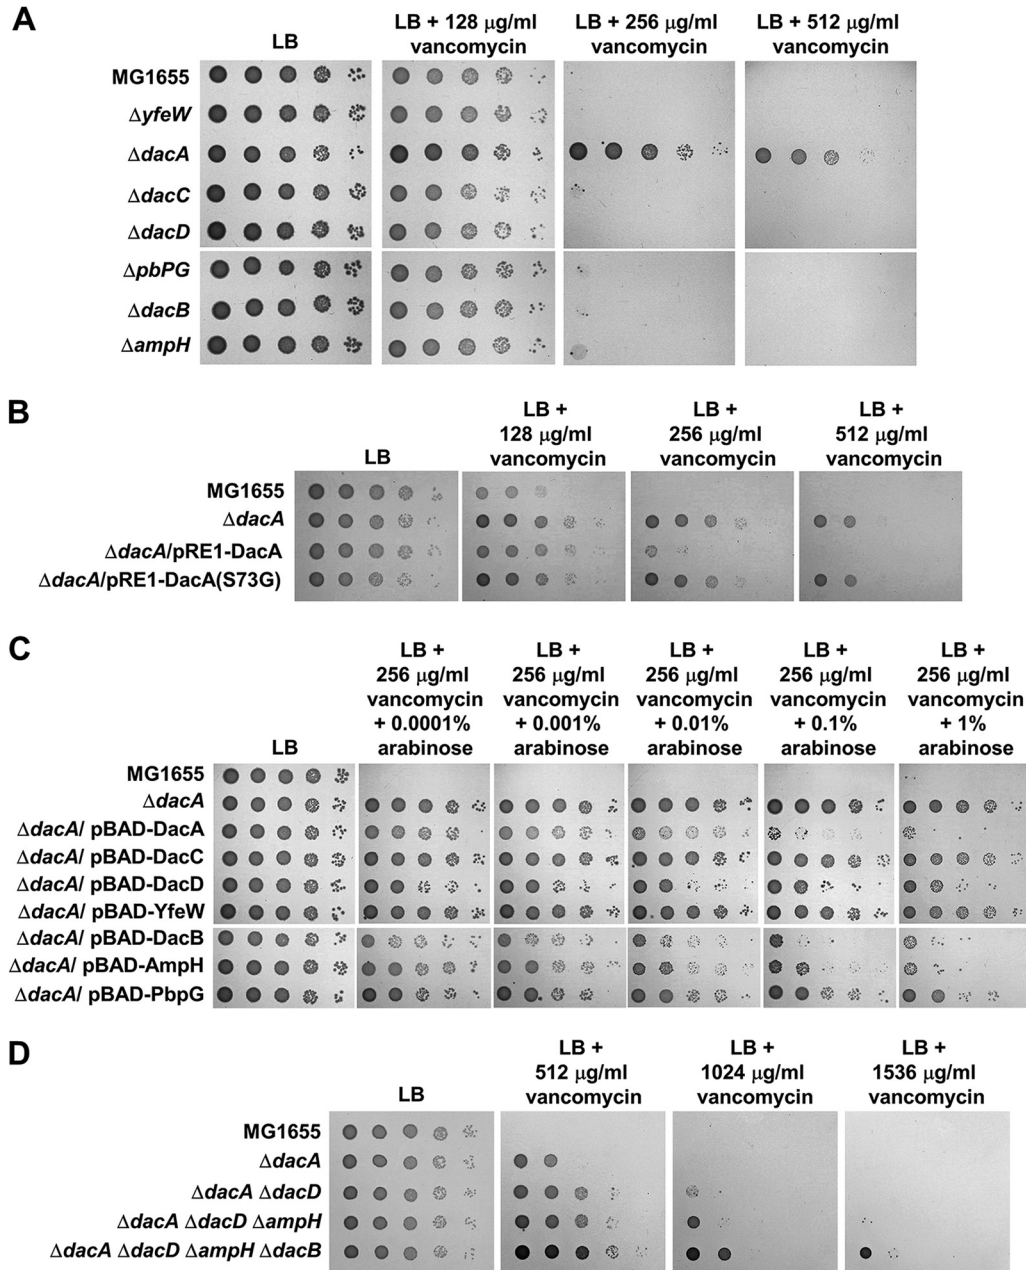 A
LB
LB + 128 μg/ml
vancomycin
LB + 256 μg/ml
vancomycin
LB + 512 μg/ml
vancomycin
MG1655
ΔyfeW
ΔdacA
ΔdacC
ΔdacD
ΔpbPG
ΔdacB
ΔampH
B
LB
LB +
128 μg/ml
vancomycin
LB +
256 μg/ml
vancomycin
LB +
512 μg/ml
vancomycin
MG1655
ΔdacA
ΔdacA/pRE1-DacA
ΔdacA/pRE1-DacA(S73G)
C
LB
LB +
256 μg/ml
vancomycin
+ 0.0001%
arabinose
LB +
256 μg/ml
vancomycin
+ 0.001%
arabinose
LB +
256 μg/ml
vancomycin
+ 0.01%
arabinose
LB +
256 μg/ml
vancomycin
+ 0.1%
arabinose
LB +
256 μg/ml
vancomycin
+ 1%
arabinose
MG1655
ΔdacA
ΔdacA/ pBAD-DacA
ΔdacA/ pBAD-DacC
ΔdacA/ pBAD-DacD
ΔdacA/ pBAD-YfeW
ΔdacA/ pBAD-DacB
ΔdacA/ pBAD-AmpH
ΔdacA/ pBAD-PbpG
D
LB
LB +
512 μg/ml
vancomycin
LB +
1024 μg/ml
vancomycin
LB +
1536 μg/ml
vancomycin
MG1655
ΔdacA
ΔdacA ΔdacD
ΔdacA ΔdacD ΔampH
ΔdacA ΔdacD ΔampH ΔdacB